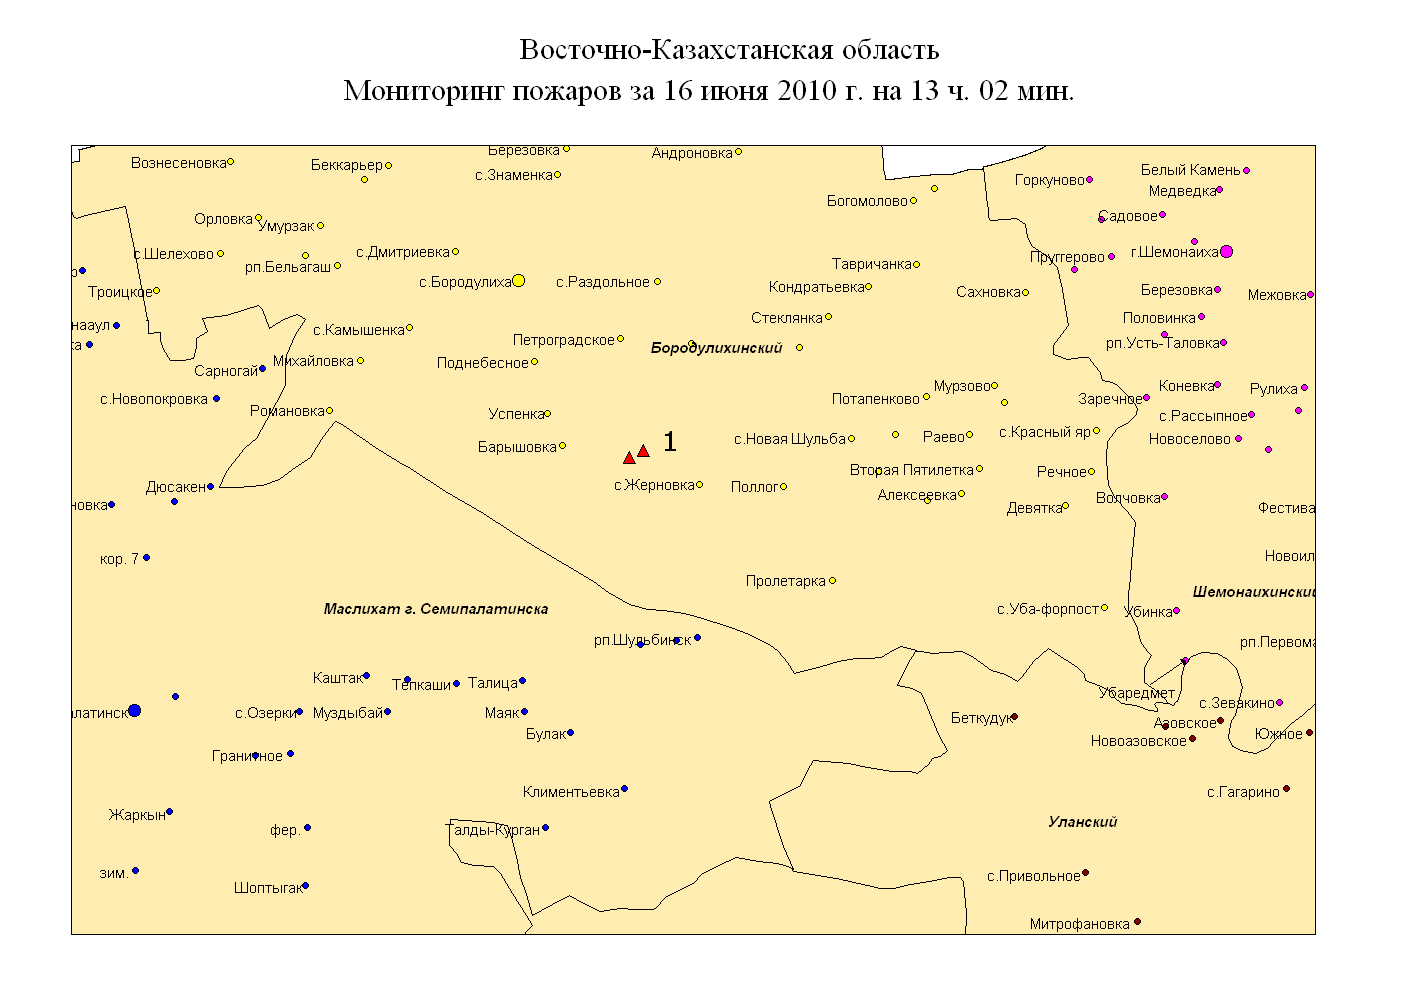 Восточно-Казахстанская область
Мониторинг пожаров за 16 июня 2010 г. на 13 ч. 02 мин.
Березовка
Андроновка
Вознесеновка
Беккарьер
с.Знаменка
Белый Камень
Горкуново
Медведка
Богомолово
Орловка
Умурзак
Садовое
с.Шелехово
с.Дмитриевка
г.Шемонаиха
Пруггерово
рп.Бельагаш
Тавричанка
р
с.Бородулиха
с.Раздольное
Кондратьевка
Троицкое
Сахновка
Березовка
Межовка
Стеклянка
Половинка
нааул
с.Камышенка
Петроградское
ка
Бородулихинский
рп.Усть-Таловка
Михайловка
Поднебесное
Сарногай
Мурзово
Коневка
Рулиха
с.Новопокровка
Потапенково
Заречное
Романовка
Успенка
с.Рассыпное
с.Красный яр
Барышовка
1
с.Новая Шульба
Раево
Новоселово
Вторая Пятилетка
Речное
Дюсакен
с.Жерновка
Поллог
Алексеевка
Волчовка
новка
Девятка
Фестива
кор. 7
Новоил
Пролетарка
Шемонаихинский
Маслихат г. Семипалатинска
с.Уба-форпост
Убинка
рп.Шульбинск
рп.Первома
Каштак
Тепкаши
Талица
Убаредмет
с.Зевакино
алатинск
с.Озерки
Муздыбай
Маяк
Беткудук
Азовское
Булак
Новоазовское
Южное
Гранитное
Климентьевка
с.Гагарино
Жаркын
Уланский
фер.
Талды-Курган
зим.
с.Привольное
Шоптыгак
Митрофановка